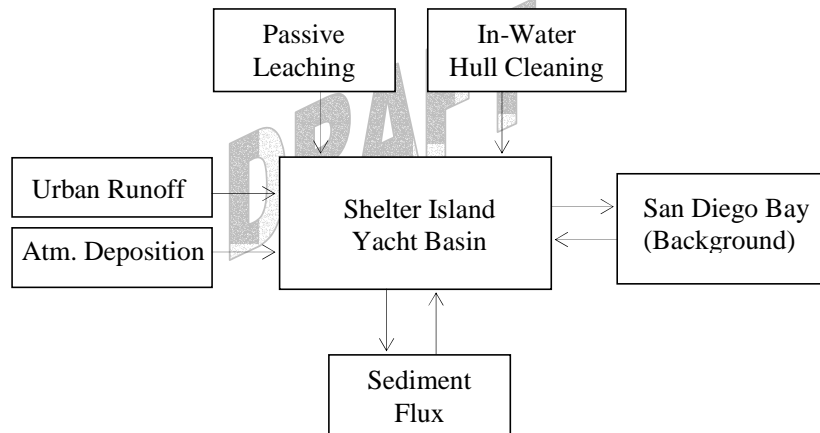 Passive
Leaching
In-Water
Hull Cleaning
DRAFT
Urban Runoff
Atm. Deposition
Shelter Island
Yacht Basin
San Diego Bay
(Background)
Sediment
Flux